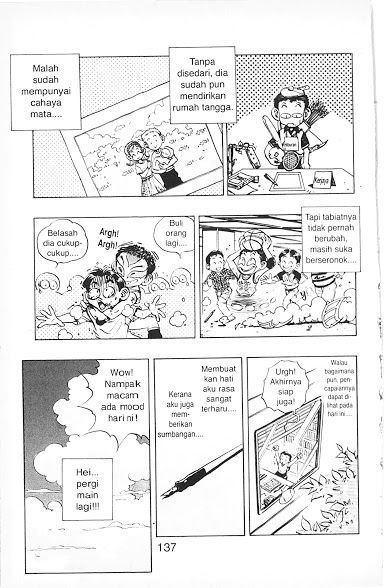 Tanpa
disedari, dia
sudah pun
mendirikan
rumah tangga.
Malah
sudah
mempunyai
cahaya
mata....
Tapi tabiatnya
tidak pernah
berubah,
masih suka
berseronok....
Buli
orang
lagi....
Argh!
Argh!
Belasah
dia cukup-
cukup....
Walau
bagaimana
pun, pen-
capaiannya
dapat di-
lihat pada
hari ini....
Urgh!
Akhirnya
siap
juga!
Membuat
kan hati
aku rasa
sangat
terharu....
Kerana
aku juga
mem-
berikan
sumbangan....
Wow!
Nampak
macam
ada mood
hari ni!
Hei...
pergi
main
lagi!!!
137